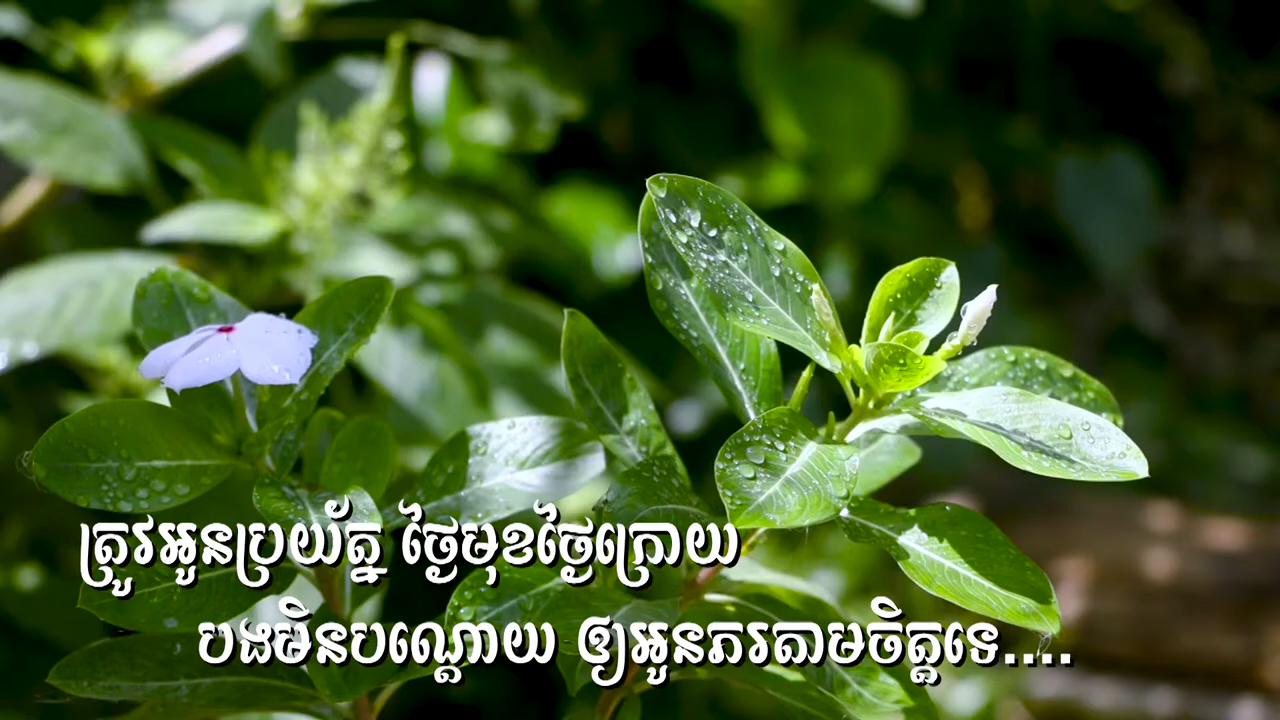 ត្រូវអូនប្រយ័ត្ន ថ្ងៃមុខថ្ងៃក្រោយ
បងមិនបណ្ដោយ ឲ្យអូនភរតាមចិត្តទេ....